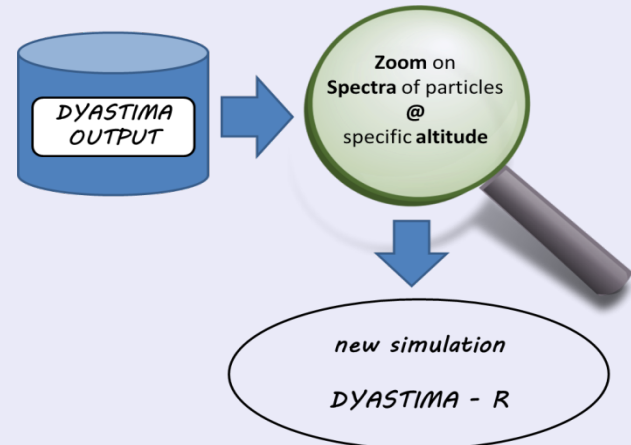 DYASTIMA
OUTPUT
Zoom on
Spectra of particles
@
specific altitude
new simulation
DYASTIMA - R